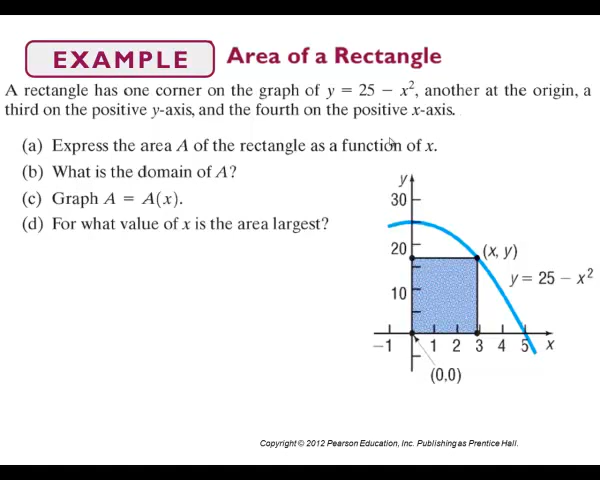 EXAMPLE
Area of a Rectangle
A rectangle has one corner on the graph of y = 25 − x², another at the origin, a
third on the positive y-axis, and the fourth on the positive x-axis.
(a) Express the area A of the rectangle as a function of x.
(b) What is the domain of A?
(c) Graph A = A(x).
(d) For what value of x is the area largest?
y
30
20
(x, y)
y = 25 − x²
10
−1 1 2 3 4 5 x
(0,0)
Copyright © 2012 Pearson Education, Inc. Publishing as Prentice Hall.